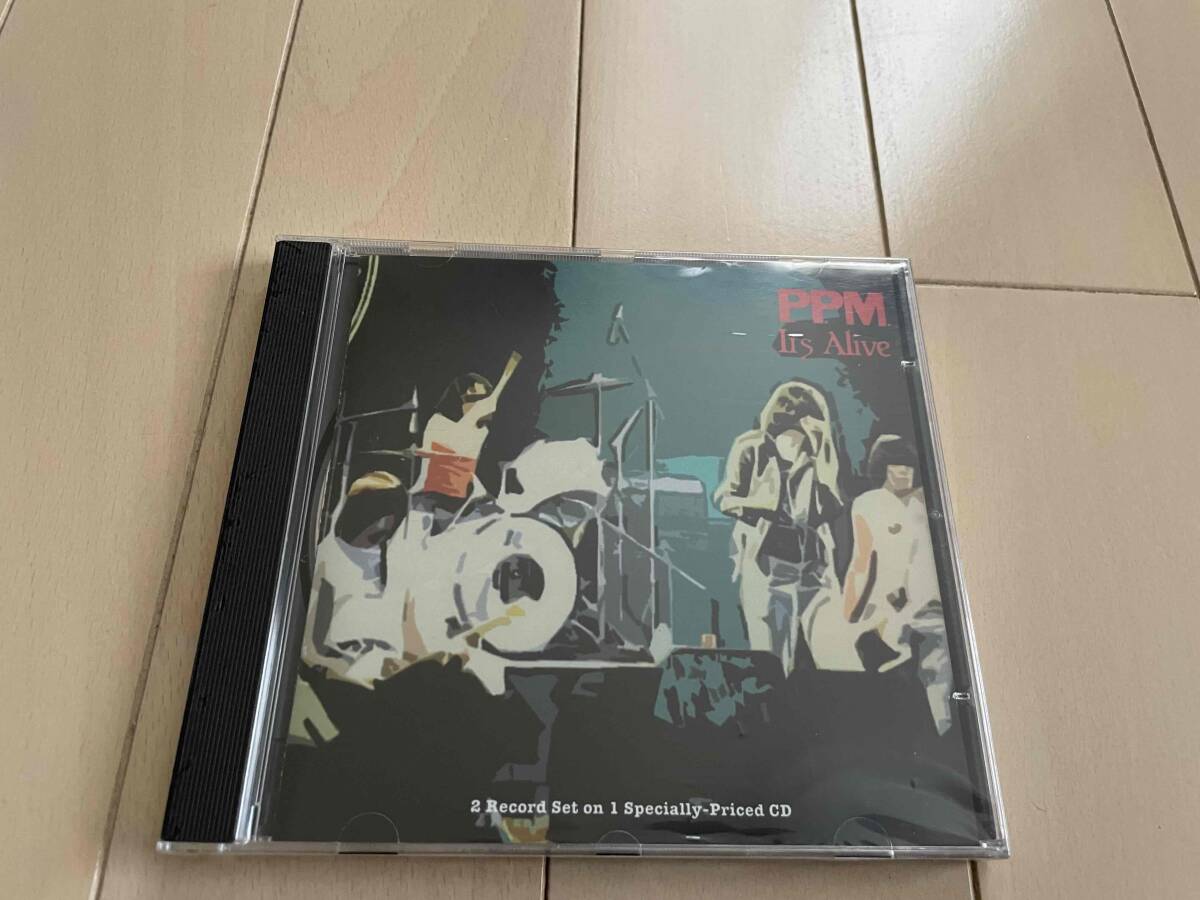 PPM
It's Alive
2 Record Set on 1 Specially-Priced CD